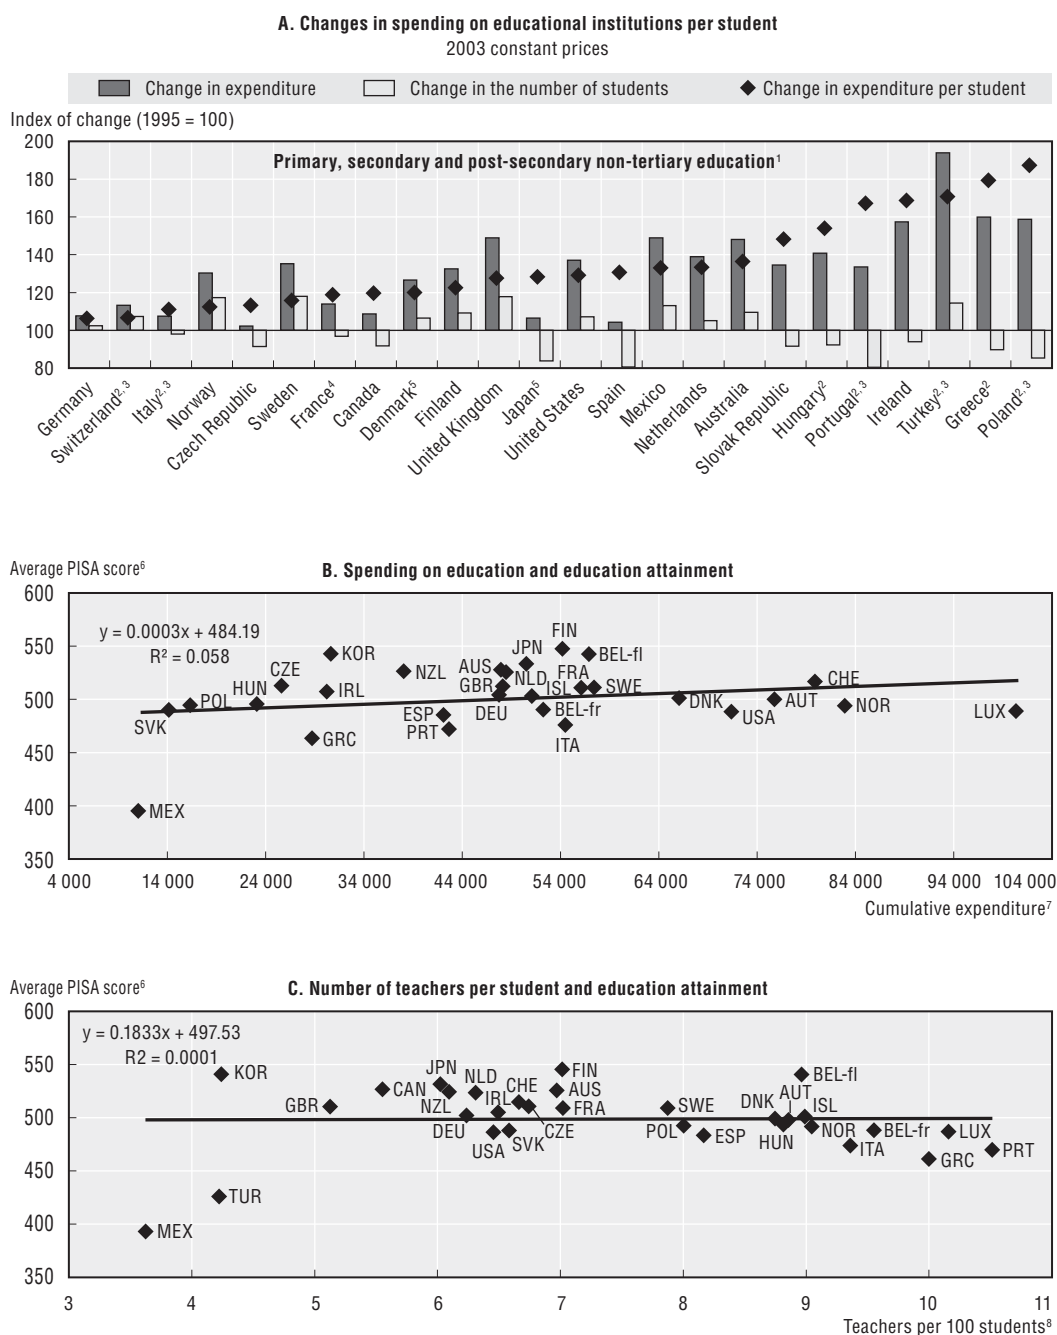 A. Changes in spending on educational institutions per student
2003 constant prices
Change in expenditure Change in the number of students Change in expenditure per student
Index of change (1995 = 100)
Primary, secondary and post-secondary non-tertiary education1
200
180
160
140
120
100
80
Germany
Switzerland2,3
Italy2,3
Norway
Czech Republic
Sweden
France4
Canada
Denmark5
Finland
United Kingdom
Japan5
United States
Spain
Mexico
Netherlands
Australia
Slovak Republic
Hungary2
Portugal2,3
Ireland
Turkey2,3
Greece2
Poland2,3
Average PISA score6
B. Spending on education and education attainment
600
550
500
450
400
350
y = 0.0003x + 484.19
R² = 0.058
FIN
JPN
BEL-fl
KOR
CZE
NZL
AUS
NLD
FRA
GBR
ISL
SWE
HUN
IRL
POL
SVK
ESP
DEU
BEL-fr
PRT
ITA
GRC
DNK
USA
AUT
CHE
NOR
LUX
MEX
4 000 14 000 24 000 34 000 44 000 54 000 64 000 74 000 84 000 94 000 104 000
Cumulative expenditure7
Average PISA score6
C. Number of teachers per student and education attainment
600
550
500
450
400
350
y = 0.1833x + 497.53
R2 = 0.0001
KOR
JPN
FIN
BEL-fl
CAN
NLD
CHE
AUS
GBR
NZL
IRL
FRA
SWE
DNK
AUT
ISL
DEU
CZE
USA
SVK
POL
ESP
HUN
NOR
BEL-fr
LUX
ITA
GRC
PRT
TUR
MEX
3 4 5 6 7 8 9 10 11
Teachers per 100 students8